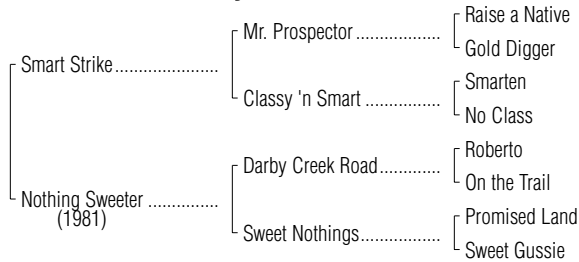 Raise a Native
Mr. Prospector ..................
Gold Digger
Smart Strike......................
Smarten
Classy 'n Smart ................
No Class
Roberto
Darby Creek Road.............
On the Trail
Nothing Sweeter ...............
(1981)
Promised Land
Sweet Nothings.................
Sweet Gussie